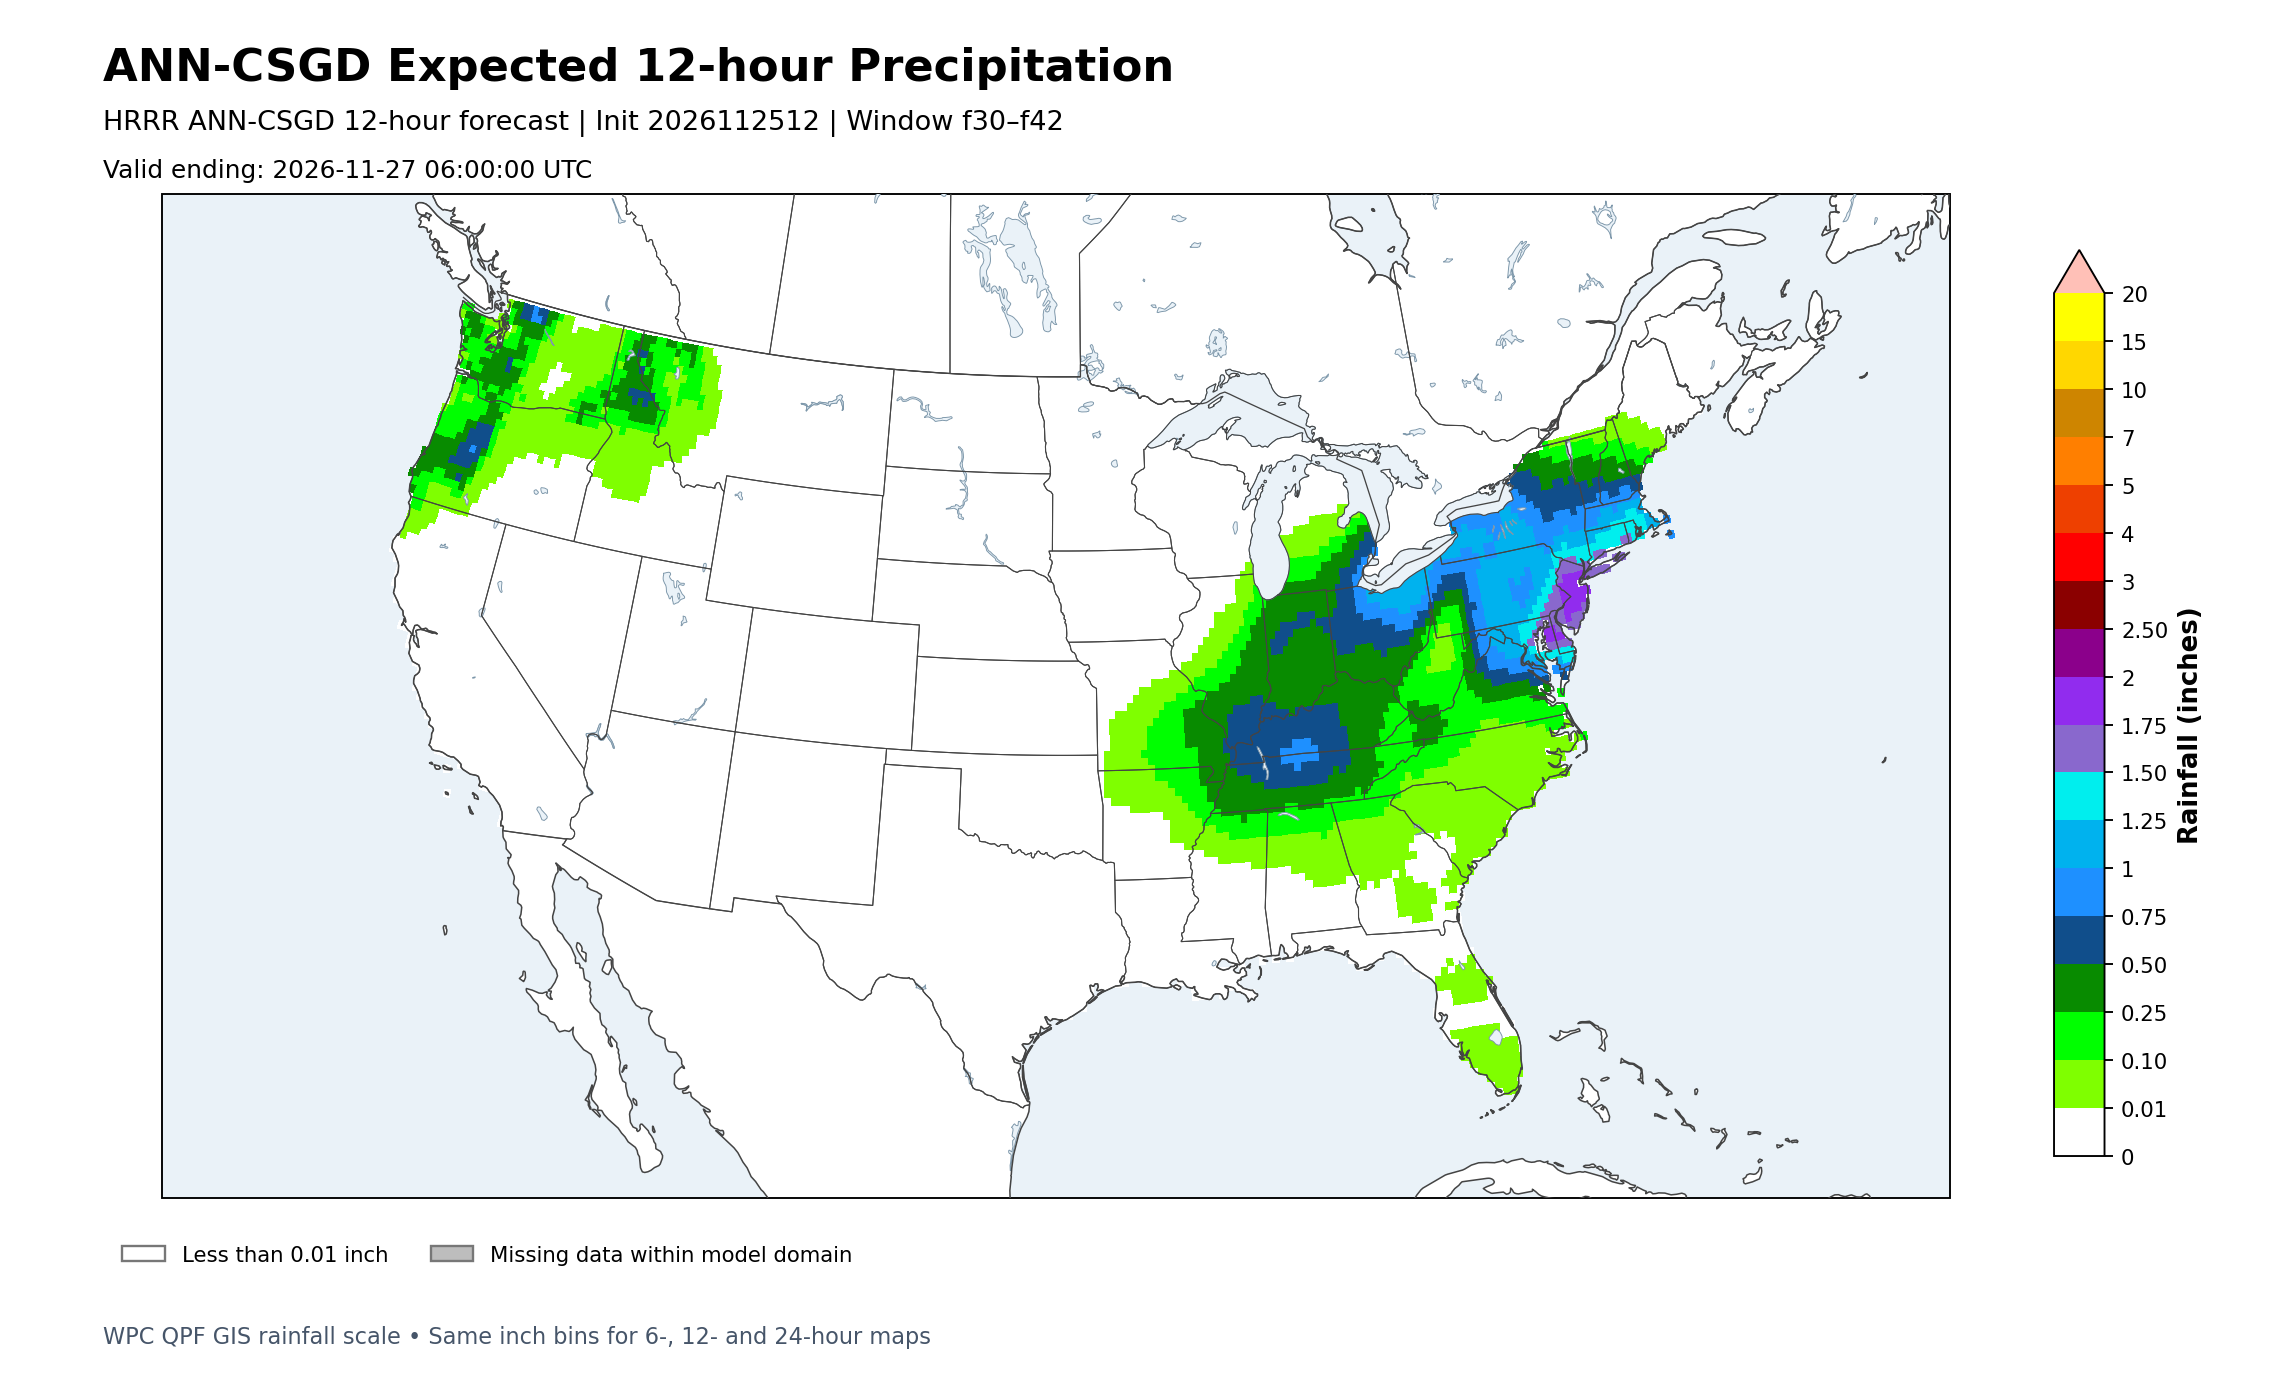 ANN-CSGD Expected 12-hour Precipitation
HRRR ANN-CSGD 12-hour forecast | Init 2026112512 | Window f30–f42
Valid ending: 2026-11-27 06:00:00 UTC
20
15
10
7
5
4
3
2.50
2
1.75
1.50
1.25
1
0.75
0.50
0.25
0.10
0.01
0
Rainfall (inches)
Less than 0.01 inch
Missing data within model domain
WPC QPF GIS rainfall scale • Same inch bins for 6-, 12- and 24-hour maps